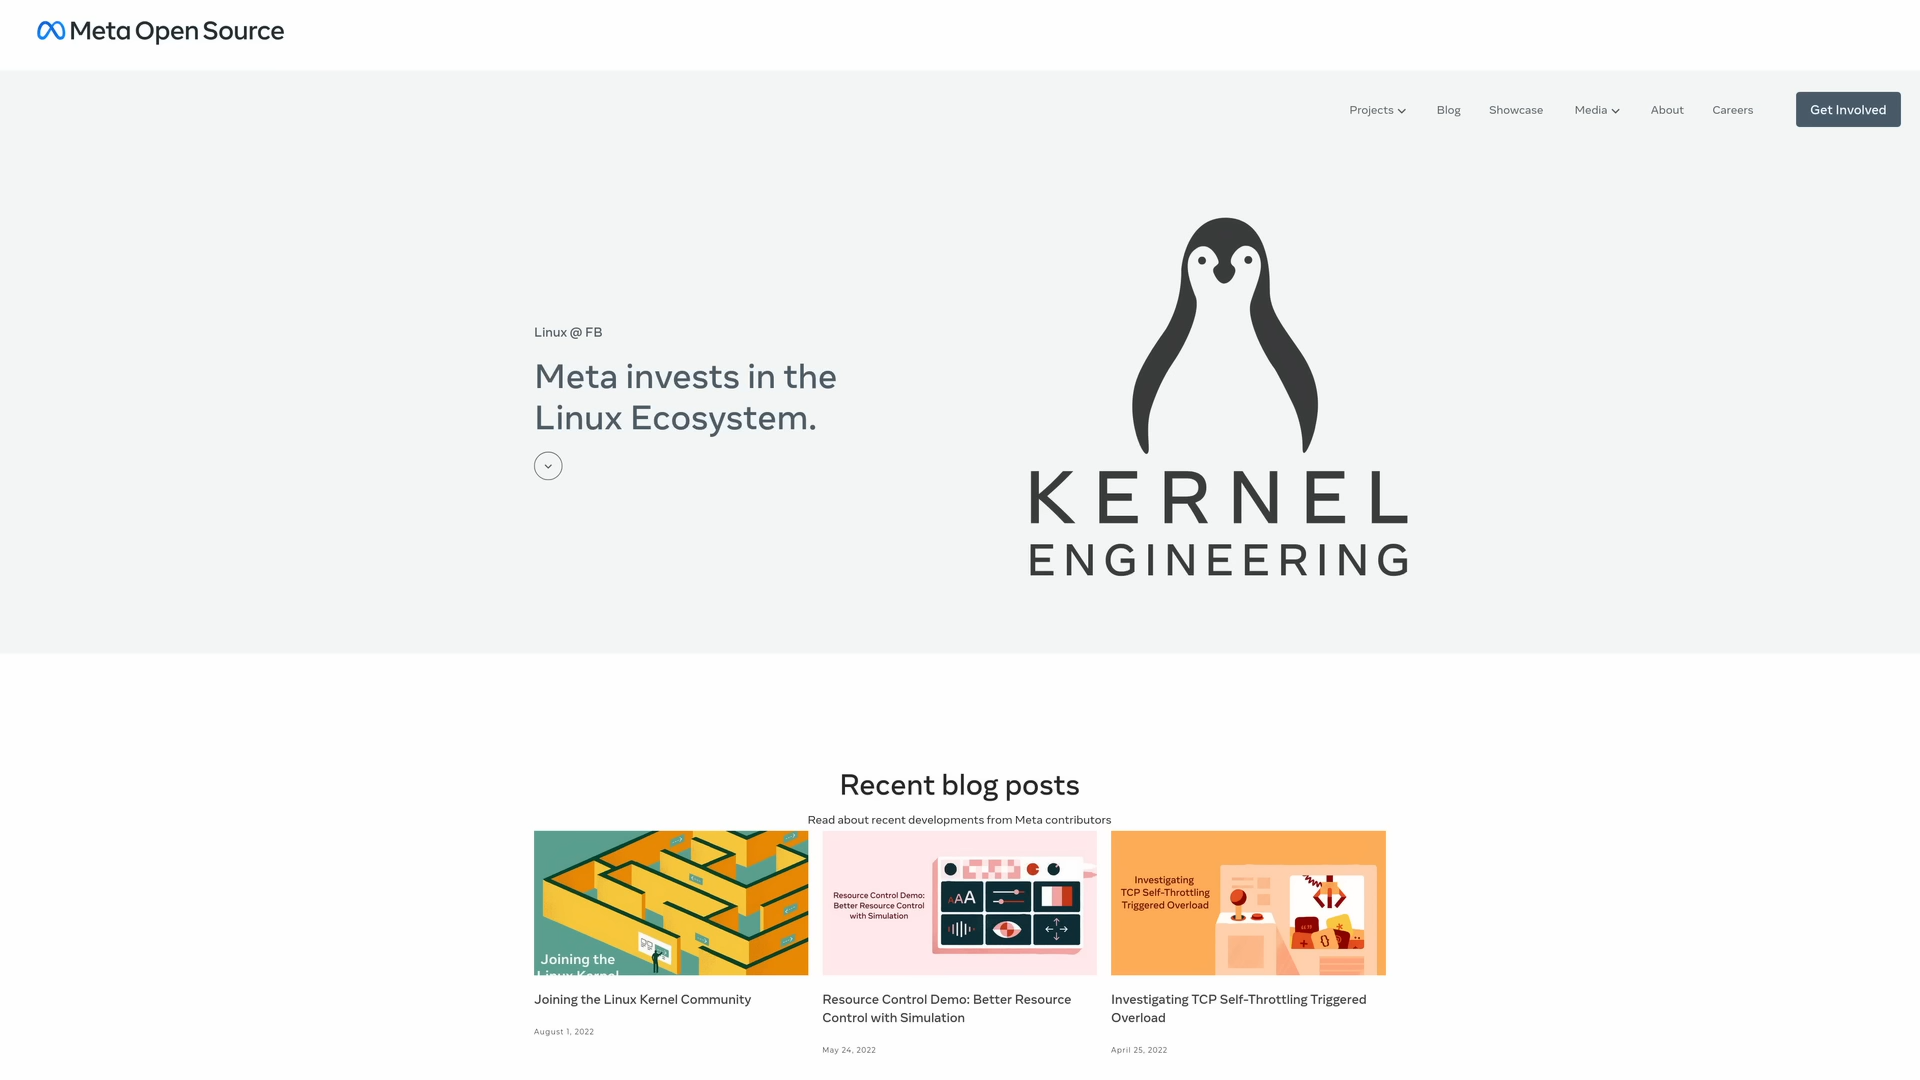 Meta Open Source
Projects
Blog
Showcase
Media
About
Careers
Get Involved
Linux @ FB
Meta invests in the
Linux Ecosystem.
KERNEL
ENGINEERING
Recent blog posts
Read about recent developments from Meta contributors
Joining the
Linux Kernel
Resource Control Demo:
Better Resource Control
with Simulation
AAA
Investigating
TCP Self-Throttling
Triggered Overload
Joining the Linux Kernel Community
August 1, 2022
Resource Control Demo: Better Resource
Control with Simulation
May 24, 2022
Investigating TCP Self-Throttling Triggered
Overload
April 25, 2022